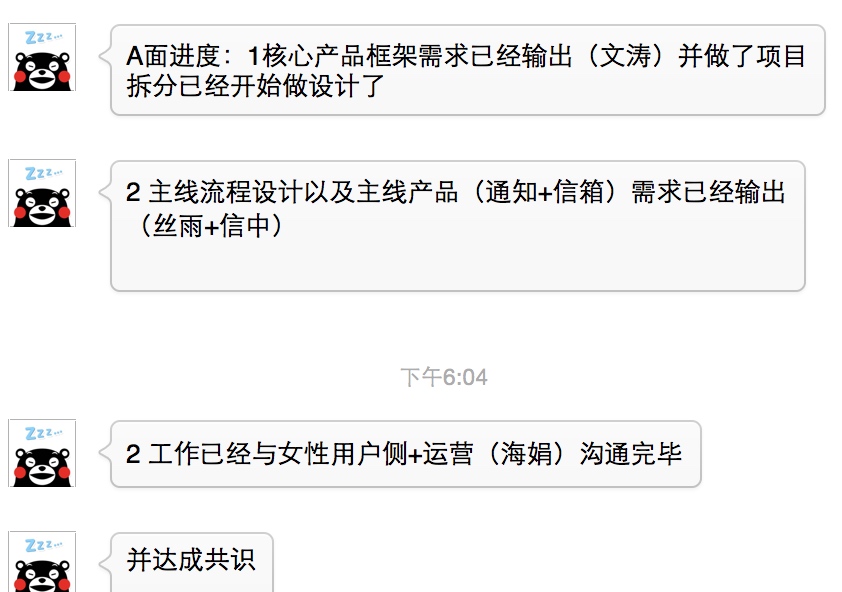 Zzz...
A面进度：1核心产品框架需求已经输出（文涛）并做了项目
拆分已经开始做设计了
Zzz...
2 主线流程设计以及主线产品（通知+信箱）需求已经输出
（丝雨+信中）
下午6:04
Zzz...
2 工作已经与女性用户侧+运营（海娟）沟通完毕
Zzz...
并达成共识